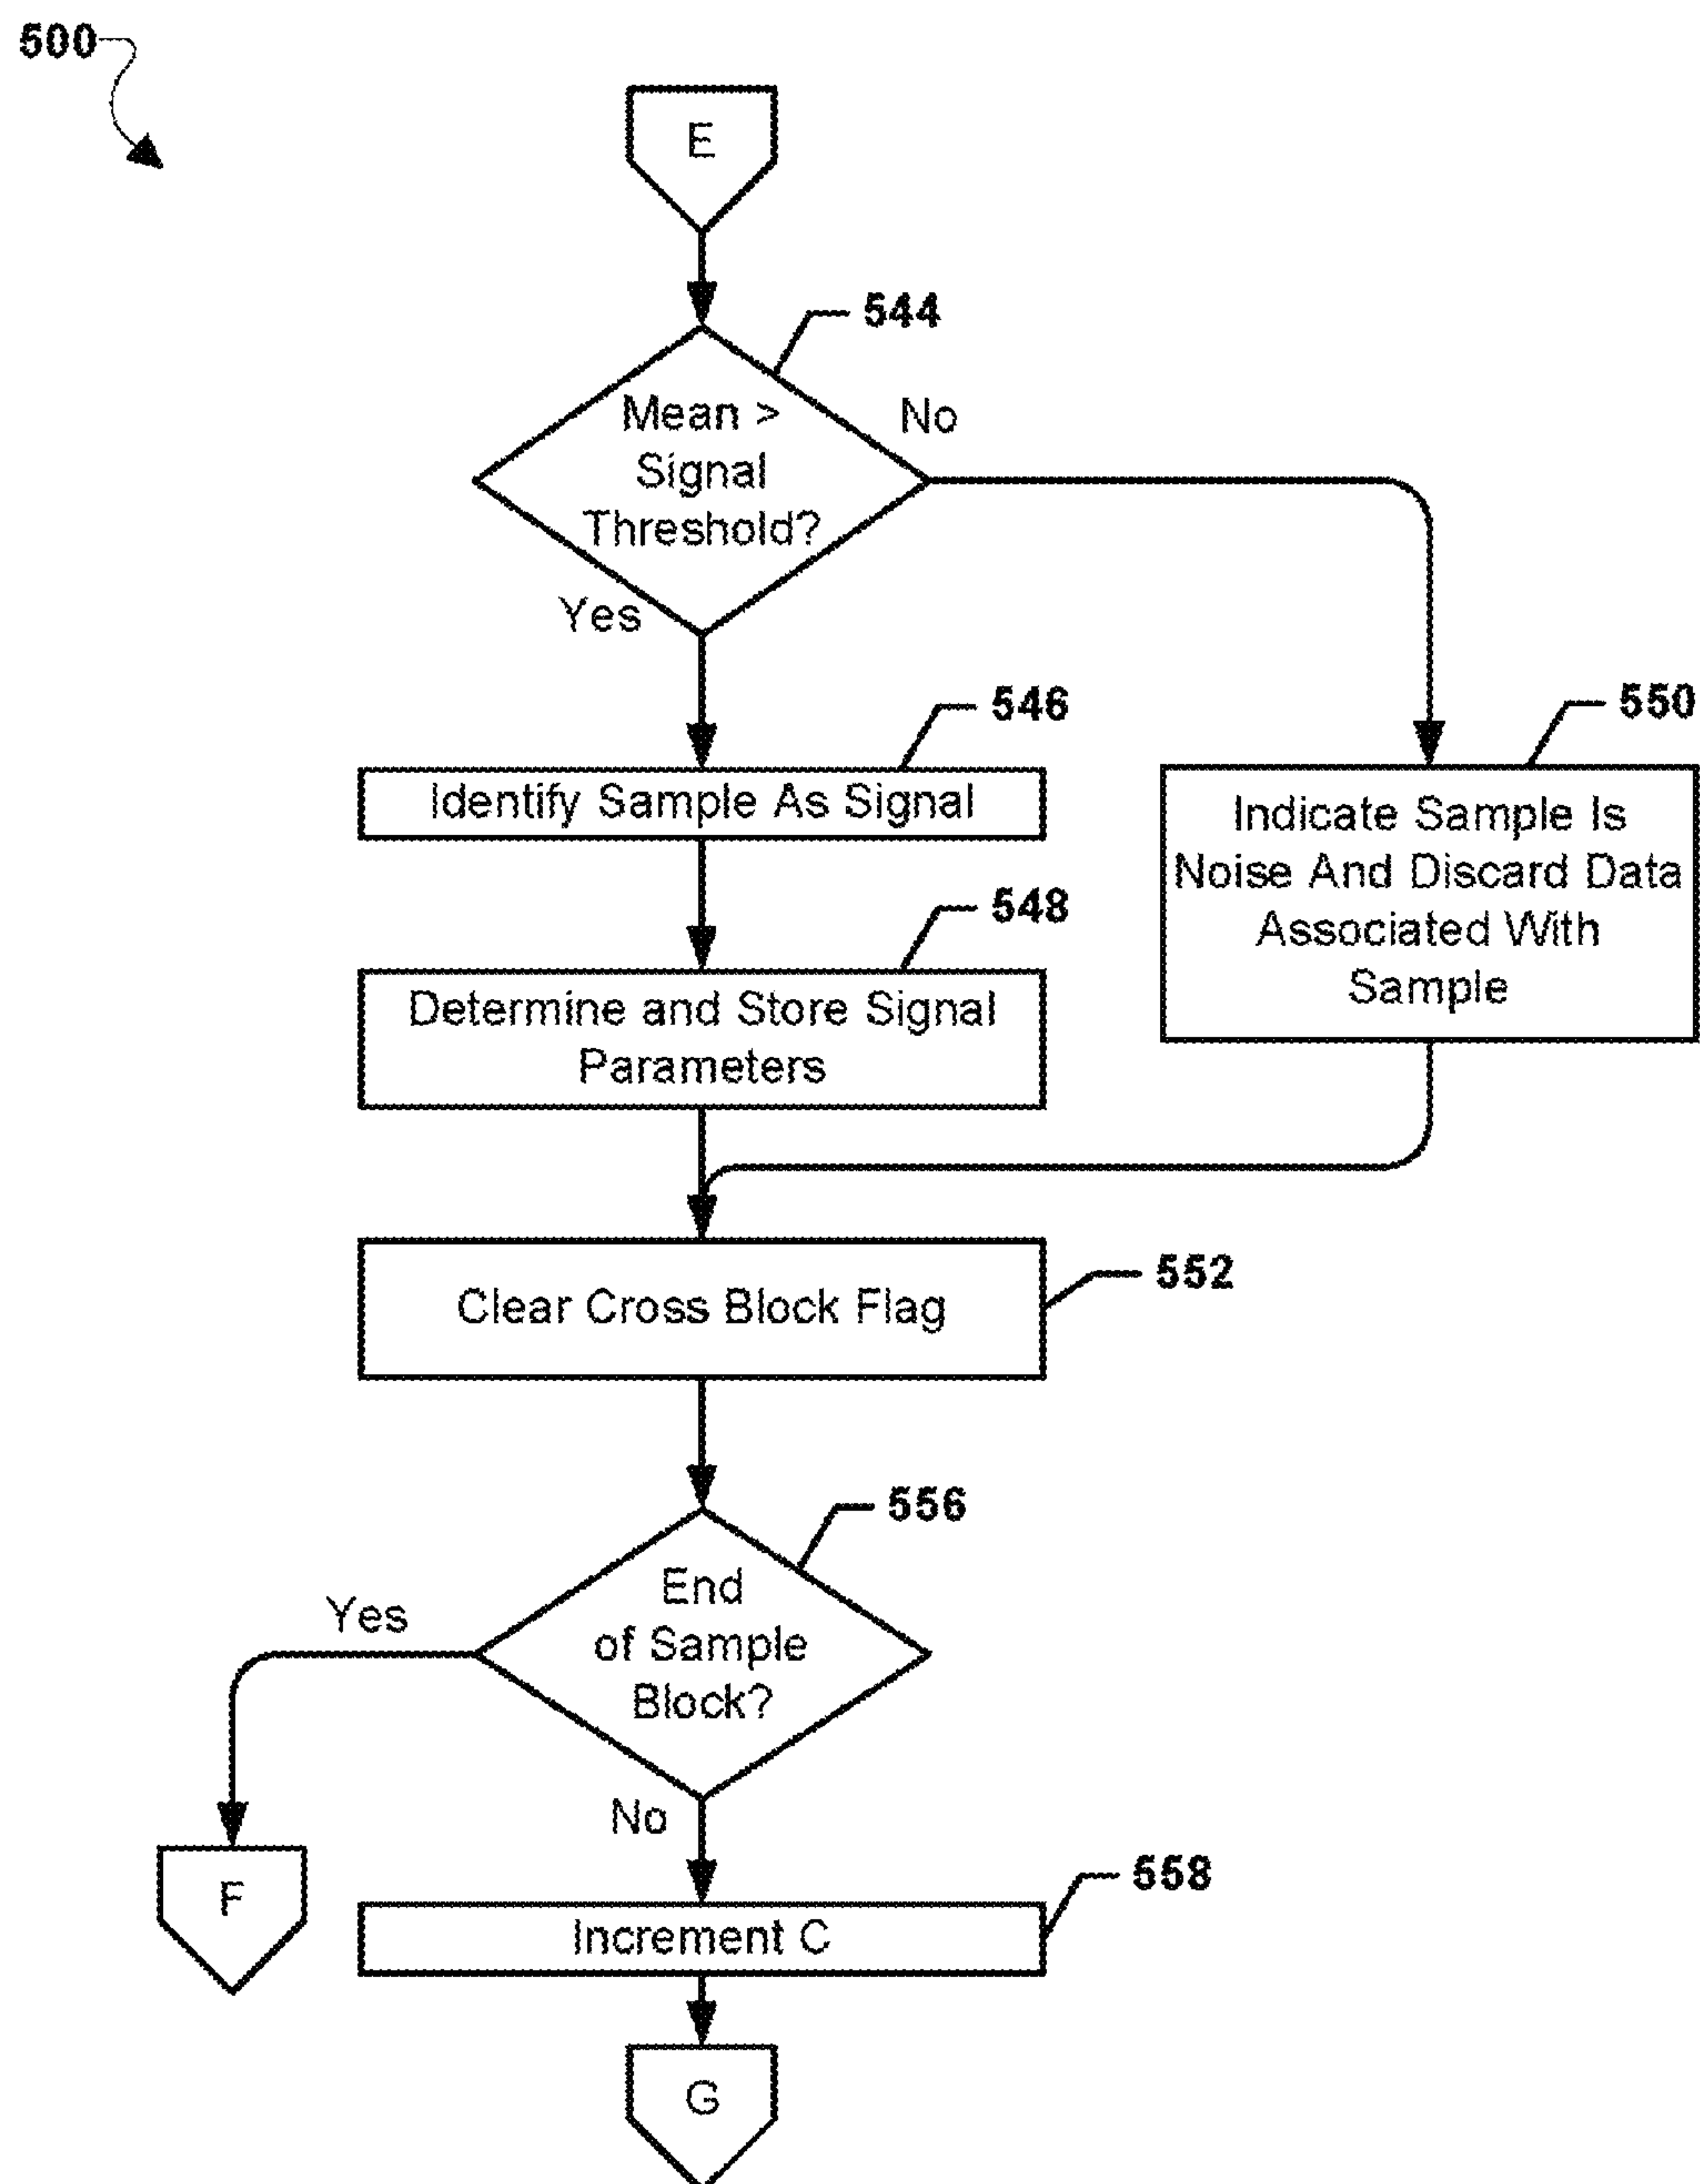 500
E
544
Mean >
Signal
Threshold?
No
Yes
546
Identify Sample As Signal
550
Indicate Sample Is
Noise And Discard Data
Associated With
Sample
548
Determine and Store Signal
Parameters
552
Clear Cross Block Flag
556
End
of Sample
Block?
Yes
No
F
558
Increment C
G